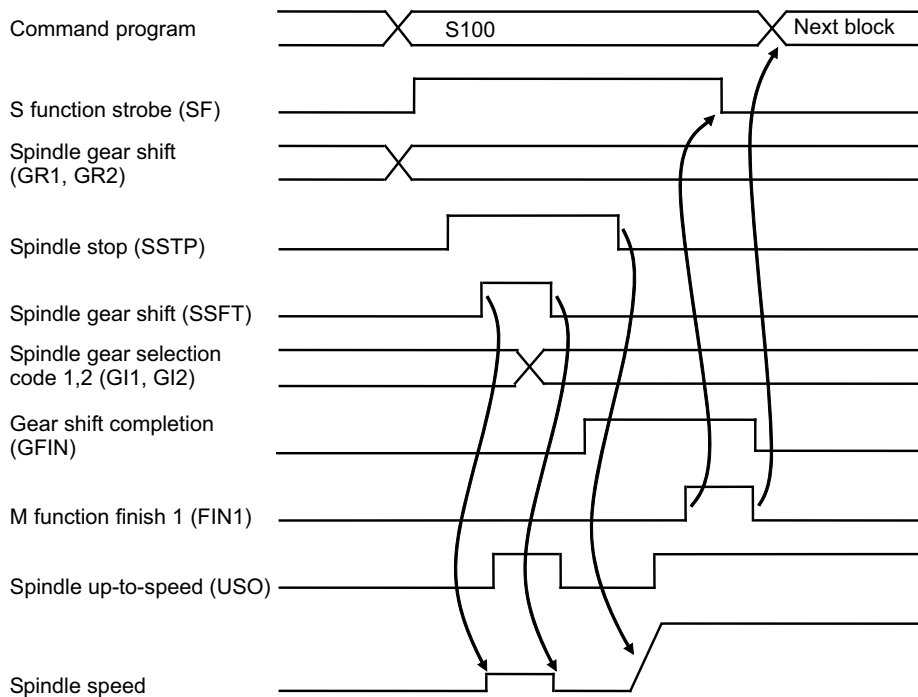 Command program
S100
Next block
S function strobe (SF)
Spindle gear shift
(GR1, GR2)
Spindle stop (SSTP)
Spindle gear shift (SSFT)
Spindle gear selection
code 1,2 (GI1, GI2)
Gear shift completion
(GFIN)
M function finish 1 (FIN1)
Spindle up-to-speed (USO)
Spindle speed